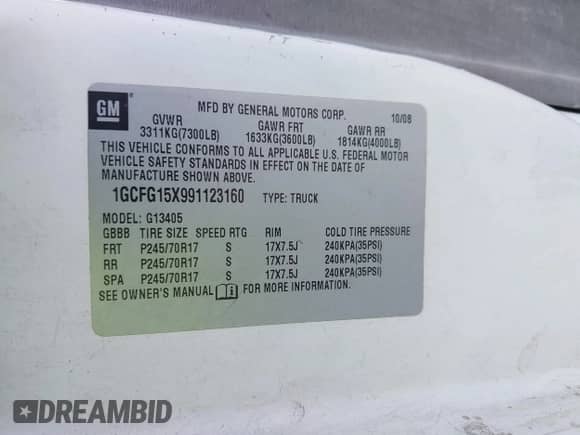 GM
MFD BY GENERAL MOTORS CORP. 10/08
GVWR GAWR FRT GAWR RR
3311KG(7300LB) 1633KG(3600LB) 1814KG(4000LB)
THIS VEHICLE CONFORMS TO ALL APPLICABLE U.S. FEDERAL MOTOR
VEHICLE SAFETY STANDARDS IN EFFECT ON THE DATE OF
MANUFACTURE SHOWN ABOVE.
1GCFG15X991123160 TYPE: TRUCK
MODEL: G13405
GBBB TIRE SIZE SPEED RTG RIM COLD TIRE PRESSURE
FRT P245/70R17 S 17X7.5J 240KPA(35PSI)
RR P245/70R17 S 17X7.5J 240KPA(35PSI)
SPA P245/70R17 S 17X7.5J 240KPA(35PSI)
SEE OWNER'S MANUAL FOR MORE INFORMATION.
DREAMBID